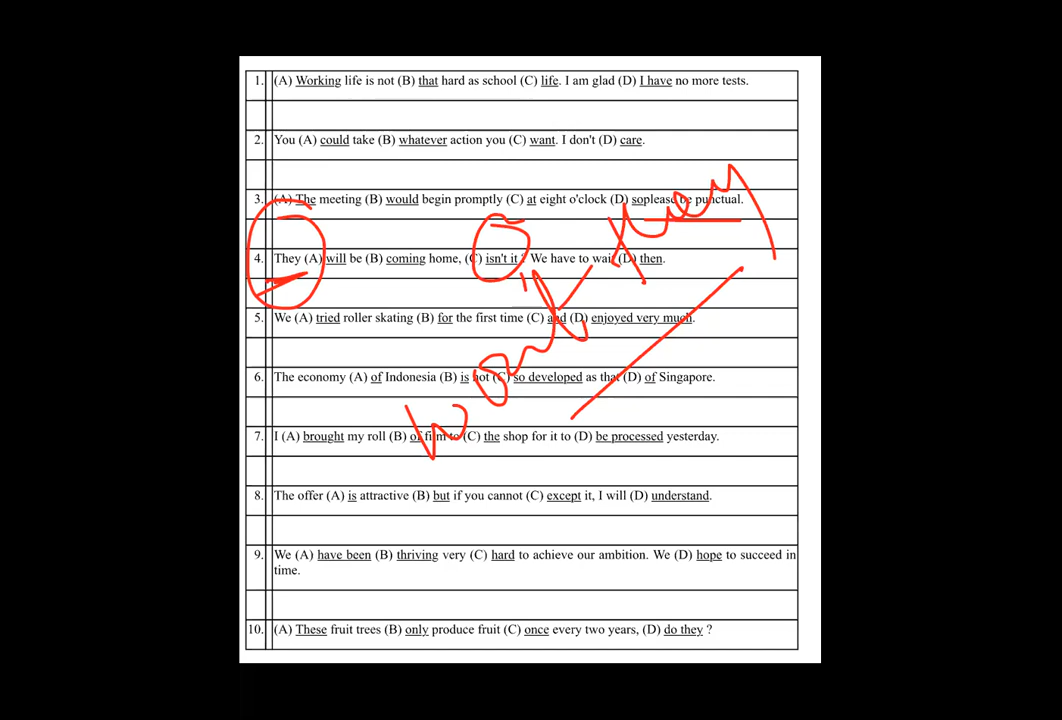 1. (A) Working life is not (B) that hard as school (C) life. I am glad (D) I have no more tests.
2. You (A) could take (B) whatever action you (C) want. I don't (D) care.
3. (A) The meeting (B) would begin promptly (C) at eight o'clock (D) soplease be punctual.
4. They (A) will be (B) coming home, (C) isn't it ? We have to wait (D) then.
won't they
5. We (A) tried roller skating (B) for the first time (C) and (D) enjoyed very much.
6. The economy (A) of Indonesia (B) is not (C) so developed as that (D) of Singapore.
7. I (A) brought my roll (B) of film to (C) the shop for it to (D) be processed yesterday.
8. The offer (A) is attractive (B) but if you cannot (C) except it, I will (D) understand.
9. We (A) have been (B) thriving very (C) hard to achieve our ambition. We (D) hope to succeed in
time.
10. (A) These fruit trees (B) only produce fruit (C) once every two years, (D) do they ?